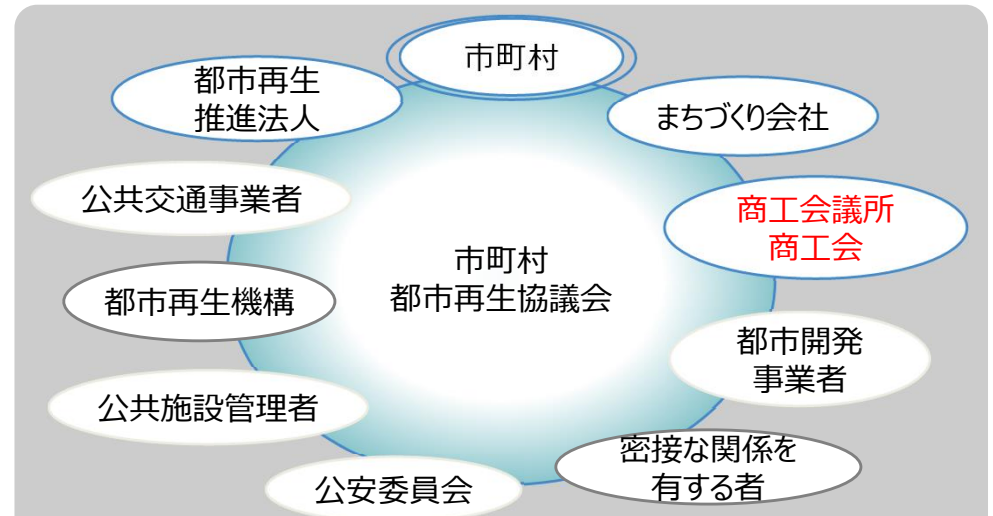 市町村
都市再生
推進法人
まちづくり会社
公共交通事業者
商工会議所
商工会
市町村
都市再生協議会
都市再生機構
都市開発
事業者
公共施設管理者
密接な関係を
有する者
公安委員会